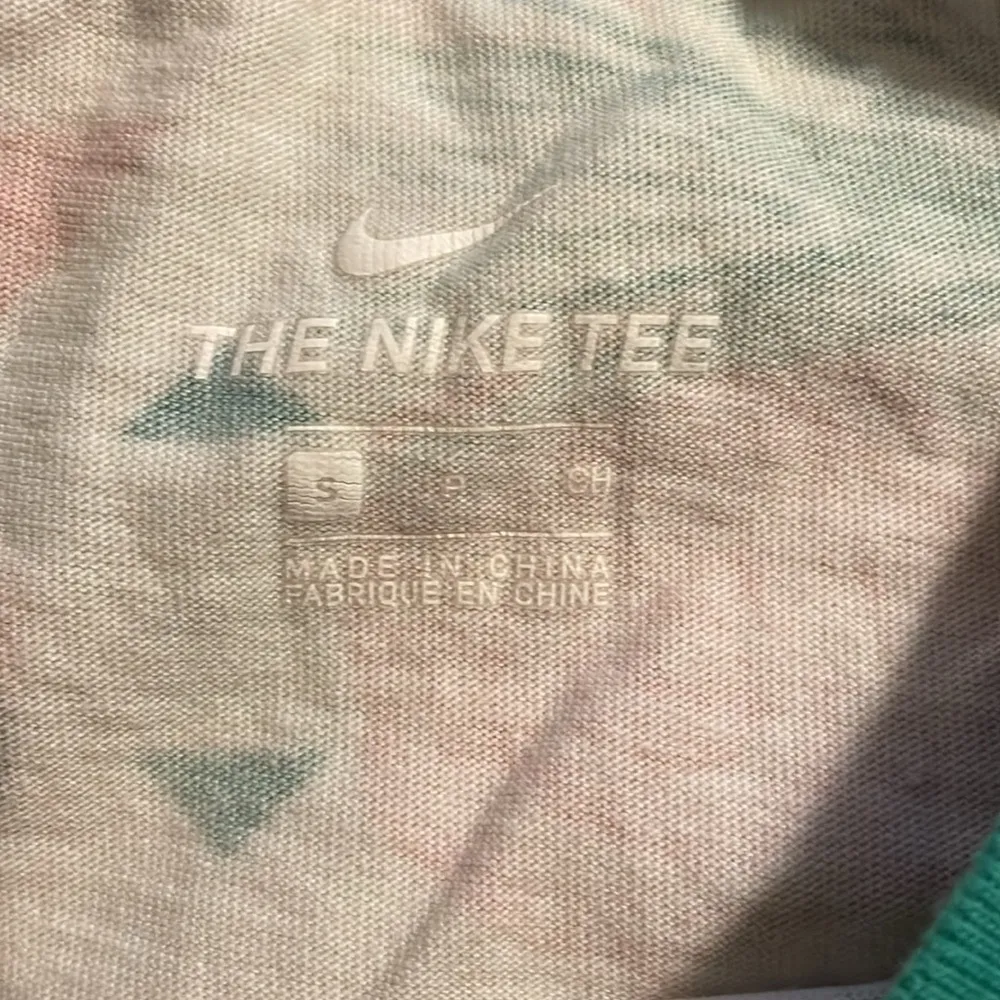 THE NIKE TEE
S P CH
MADE IN CHINA
FABRIQUE EN CHINE